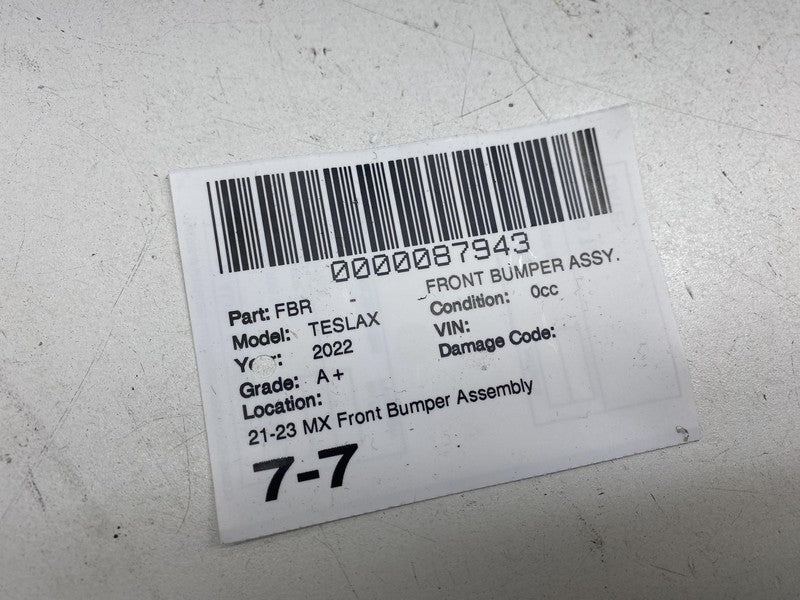 0000087943
Part: FBR - FRONT BUMPER ASSY.
Model: TESLAX Condition: 0cc
Year: 2022 VIN:
Grade: A+ Damage Code:
Location:
21-23 MX Front Bumper Assembly
7-7